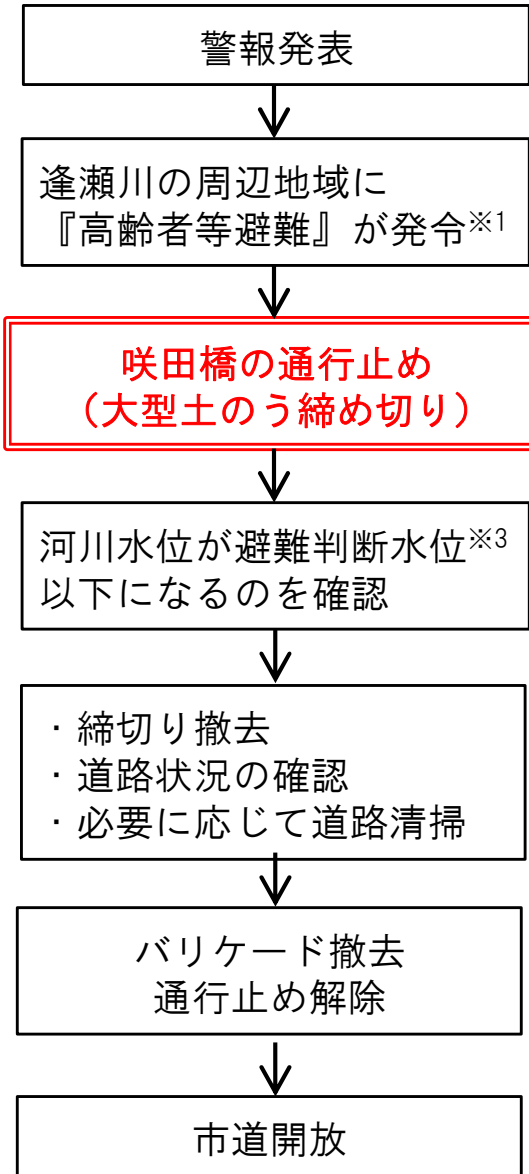 警報発表
逢瀬川の周辺地域に
『高齢者等避難』が発令※1
咲田橋の通行止め
（大型土のう締め切り）
河川水位が避難判断水位※3
以下になるのを確認
・締切り撤去
・道路状況の確認
・必要に応じて道路清掃
バリケード撤去
通行止め解除
市道開放